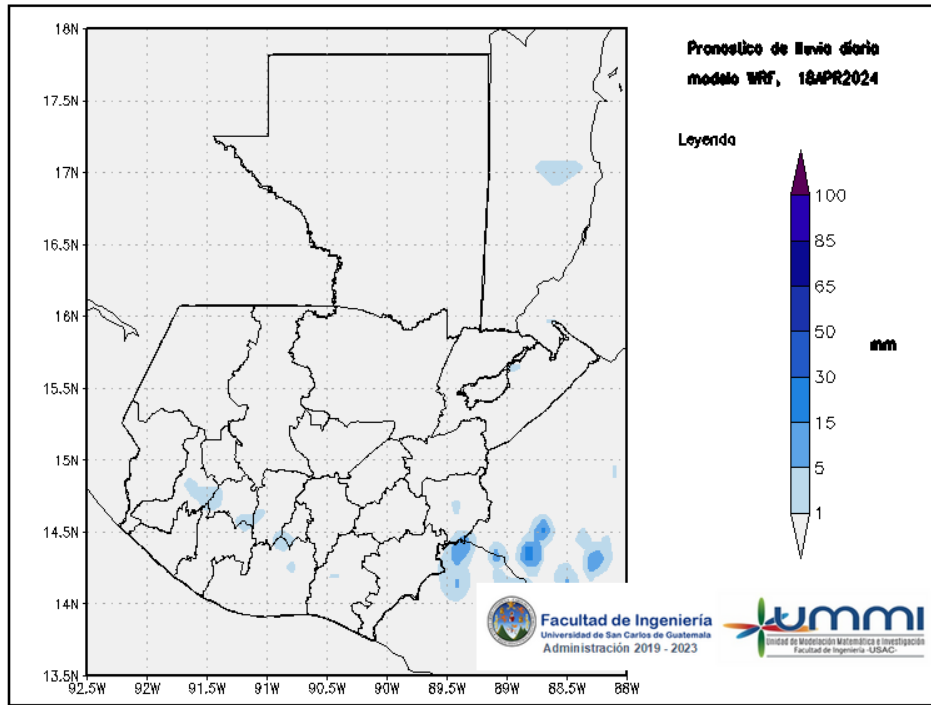 Pronostico de lluvia diaria
modelo WRF, 18APR2024
Leyenda
100
85
65
50
30
15
5
1
mm
18N
17.5N
17N
16.5N
16N
15.5N
15N
14.5N
14N
13.5N
92.5W
92W
91.5W
91W
90.5W
90W
89.5W
89W
88.5W
88W
Facultad de Ingeniería
Universidad de San Carlos de Guatemala
Administración 2019 - 2023
UMMI
Unidad de Modelación Matemática e Investigación
Facultad de Ingeniería -USAC-